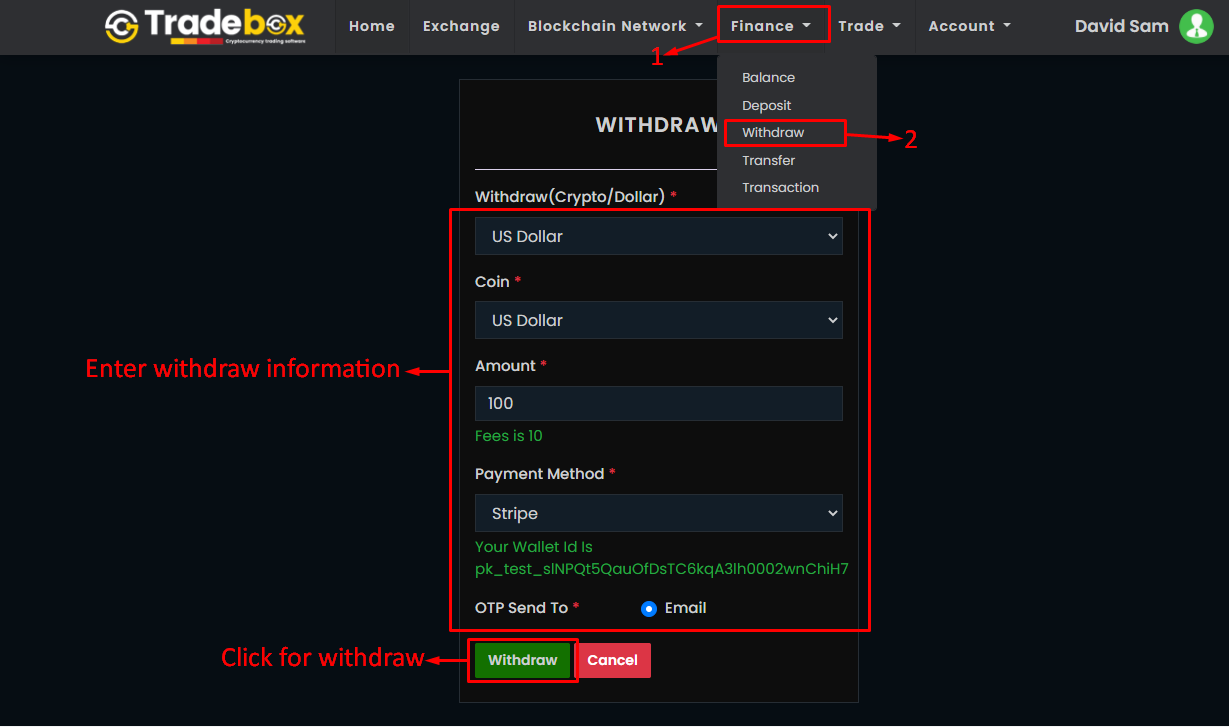 Tradebox
Cryptocurrency trading software
Home Exchange Blockchain Network Finance Trade Account David Sam
1
Balance
Deposit
WITHDRAW
Withdraw 2
Transfer
Transaction
Withdraw(Crypto/Dollar) *
US Dollar
Coin *
US Dollar
Enter withdraw information
Amount *
100
Fees is 10
Payment Method *
Stripe
Your Wallet Id Is
pk_test_sINPQt5QauOfDsTC6kqA3Ih0002wnChiH7
OTP Send To * Email
Click for withdraw
Withdraw Cancel